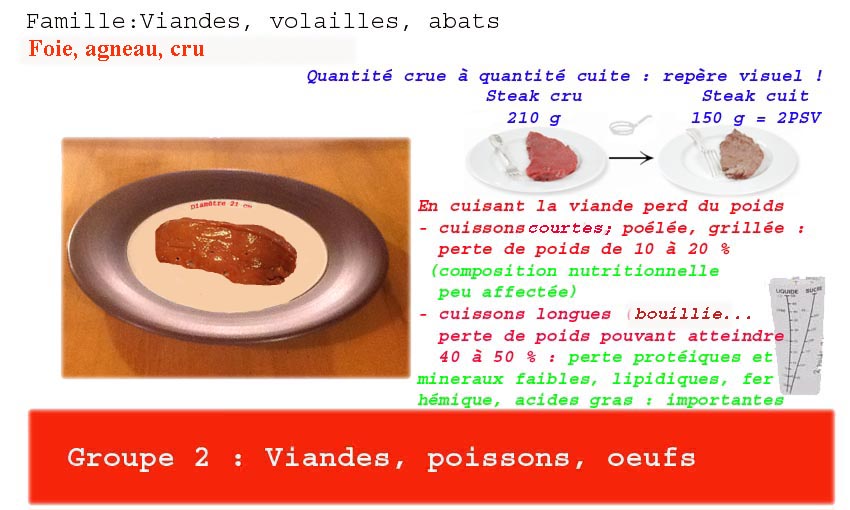 Famille:Viandes, volailles, abats
Foie, agneau, cru
Quantité crue à quantité cuite : repère visuel !
Steak cru
210 g
Steak cuit
150 g = 2PSV
Diamètre 21 cm
En cuisant la viande perd du poids
- cuissons courtes; poélée, grillée :
perte de poids de 10 à 20 %
(composition nutritionnelle
peu affectée)
- cuissons longues (bouillie...
perte de poids pouvant atteindre
40 à 50 % : perte protéiques et
mineraux faibles, lipidiques, fer
hémique, acides gras : importantes
LIQUIDE SUCRE
Groupe 2 : Viandes, poissons, oeufs